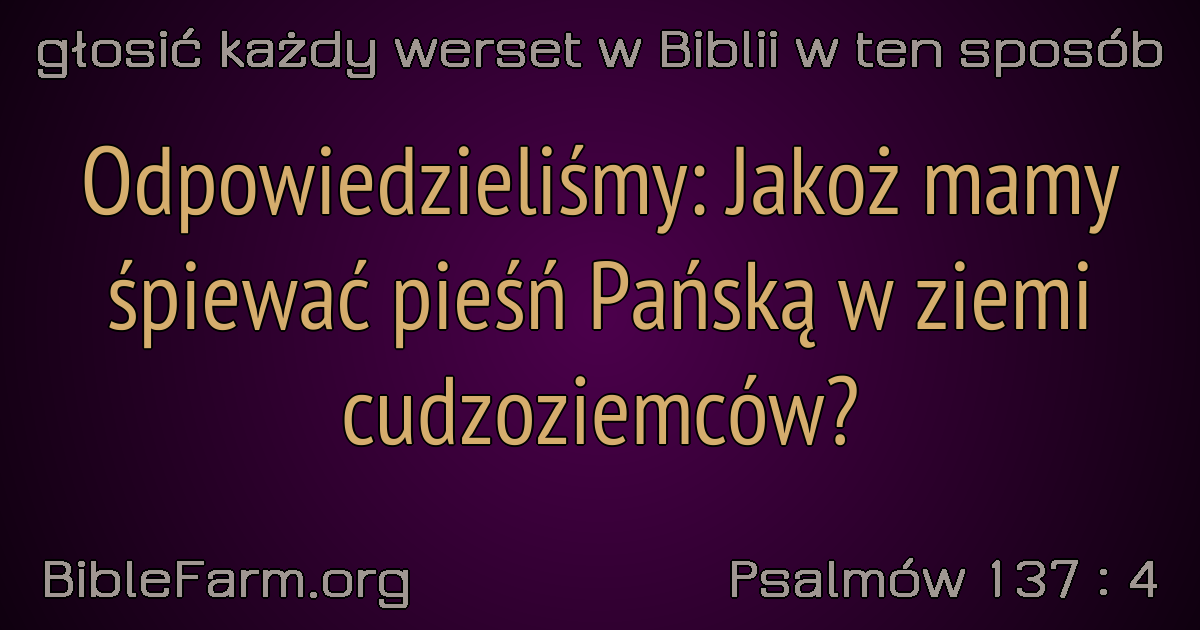 głosić każdy werset w Biblii w ten sposób
Odpowiedzieliśmy: Jakoż mamy
śpiewać pieśń Pańską w ziemi
cudzoziemców?
BibleFarm.org
Psalmów 137 : 4